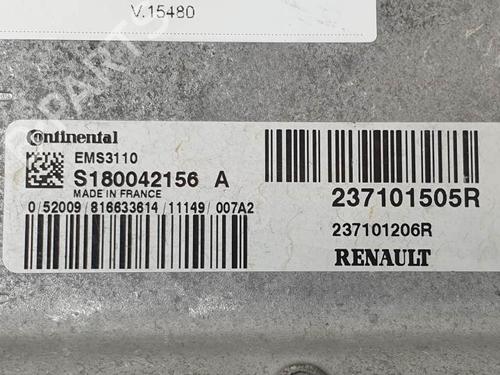 V.15480
Continental
EMS3110
S180042156 A
MADE IN FRANCE
0/52009/816633614/11149/007A2
237101505R
237101206R
RENAULT